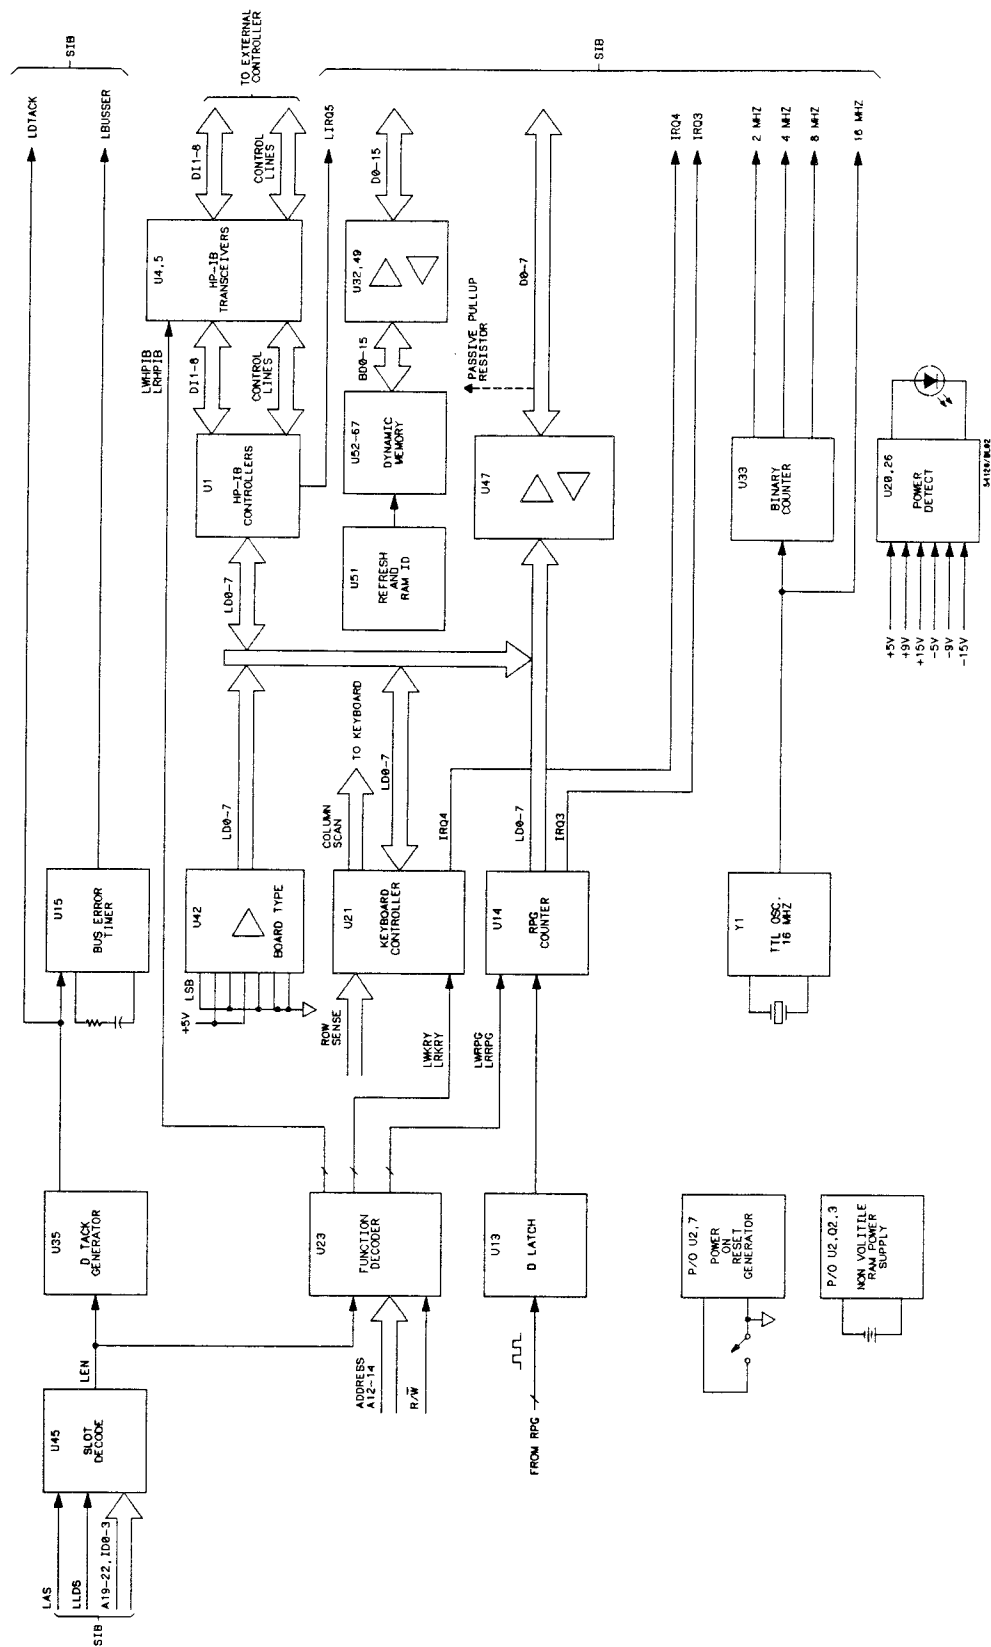 SIB
LAS
LLDS
A19-22,ID0-3
U45
SLOT
DECODE
LEN
U35
D TACK
GENERATOR
U15
BUS ERROR
TIMER
LDTACK
LBUSSER
SIB
ADDRESS
A12-14
R/W̅
U23
FUNCTION
DECODER
+5V
LSB
U42
BOARD TYPE
LD0-7
LWHPIB
LRHPIB
U4,5
HP-IB
TRANSCEIVERS
DI1-8
CONTROL
LINES
TO EXTERNAL
CONTROLLER
U1
HP-IB
CONTROLLERS
DI1-8
CONTROL
LINES
LD0-7
LIRQ5
ROW
SENSE
LWKRY
LRKRY
U21
KEYBOARD
CONTROLLER
COLUMN
SCAN
TO KEYBOARD
LD0-7
IRQ4
U51
REFRESH
AND
RAM ID
U52-67
DYNAMIC
MEMORY
BD0-15
U32,49
D0-15
SIB
FROM RPG
U13
D LATCH
LWRPG
LRRPG
U14
RPG
COUNTER
LD0-7
IRQ3
U47
PASSIVE PULLUP
RESISTOR
D0-7
IRQ4
IRQ3
P/O U2,7
POWER
ON
RESET
GENERATOR
Y1
TTL OSC.
16 MHZ
U33
BINARY
COUNTER
2 MHZ
4 MHZ
8 MHZ
16 MHZ
P/O U2,Q2,3
NON VOLITILE
RAM POWER
SUPPLY
+5V
+9V
+15V
-5V
-9V
-15V
U20,26
POWER
DETECT
54120/BL02